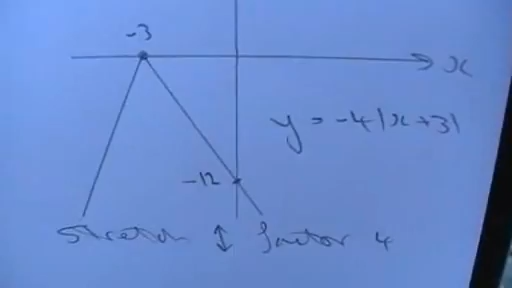 -3
x
y = -4|x+3|
-12
Stretch ↕ factor 4